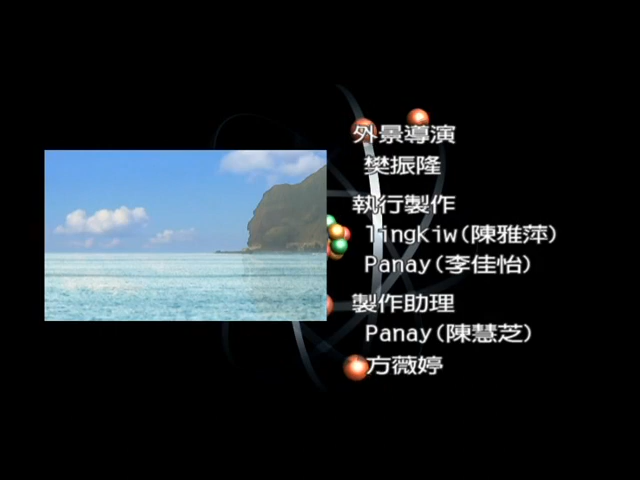 外景導演
樊振隆
執行製作
lingkiw(陳雅萍)
Panay(李佳怡)
製作助理
Panay(陳慧芝)
方薇婷